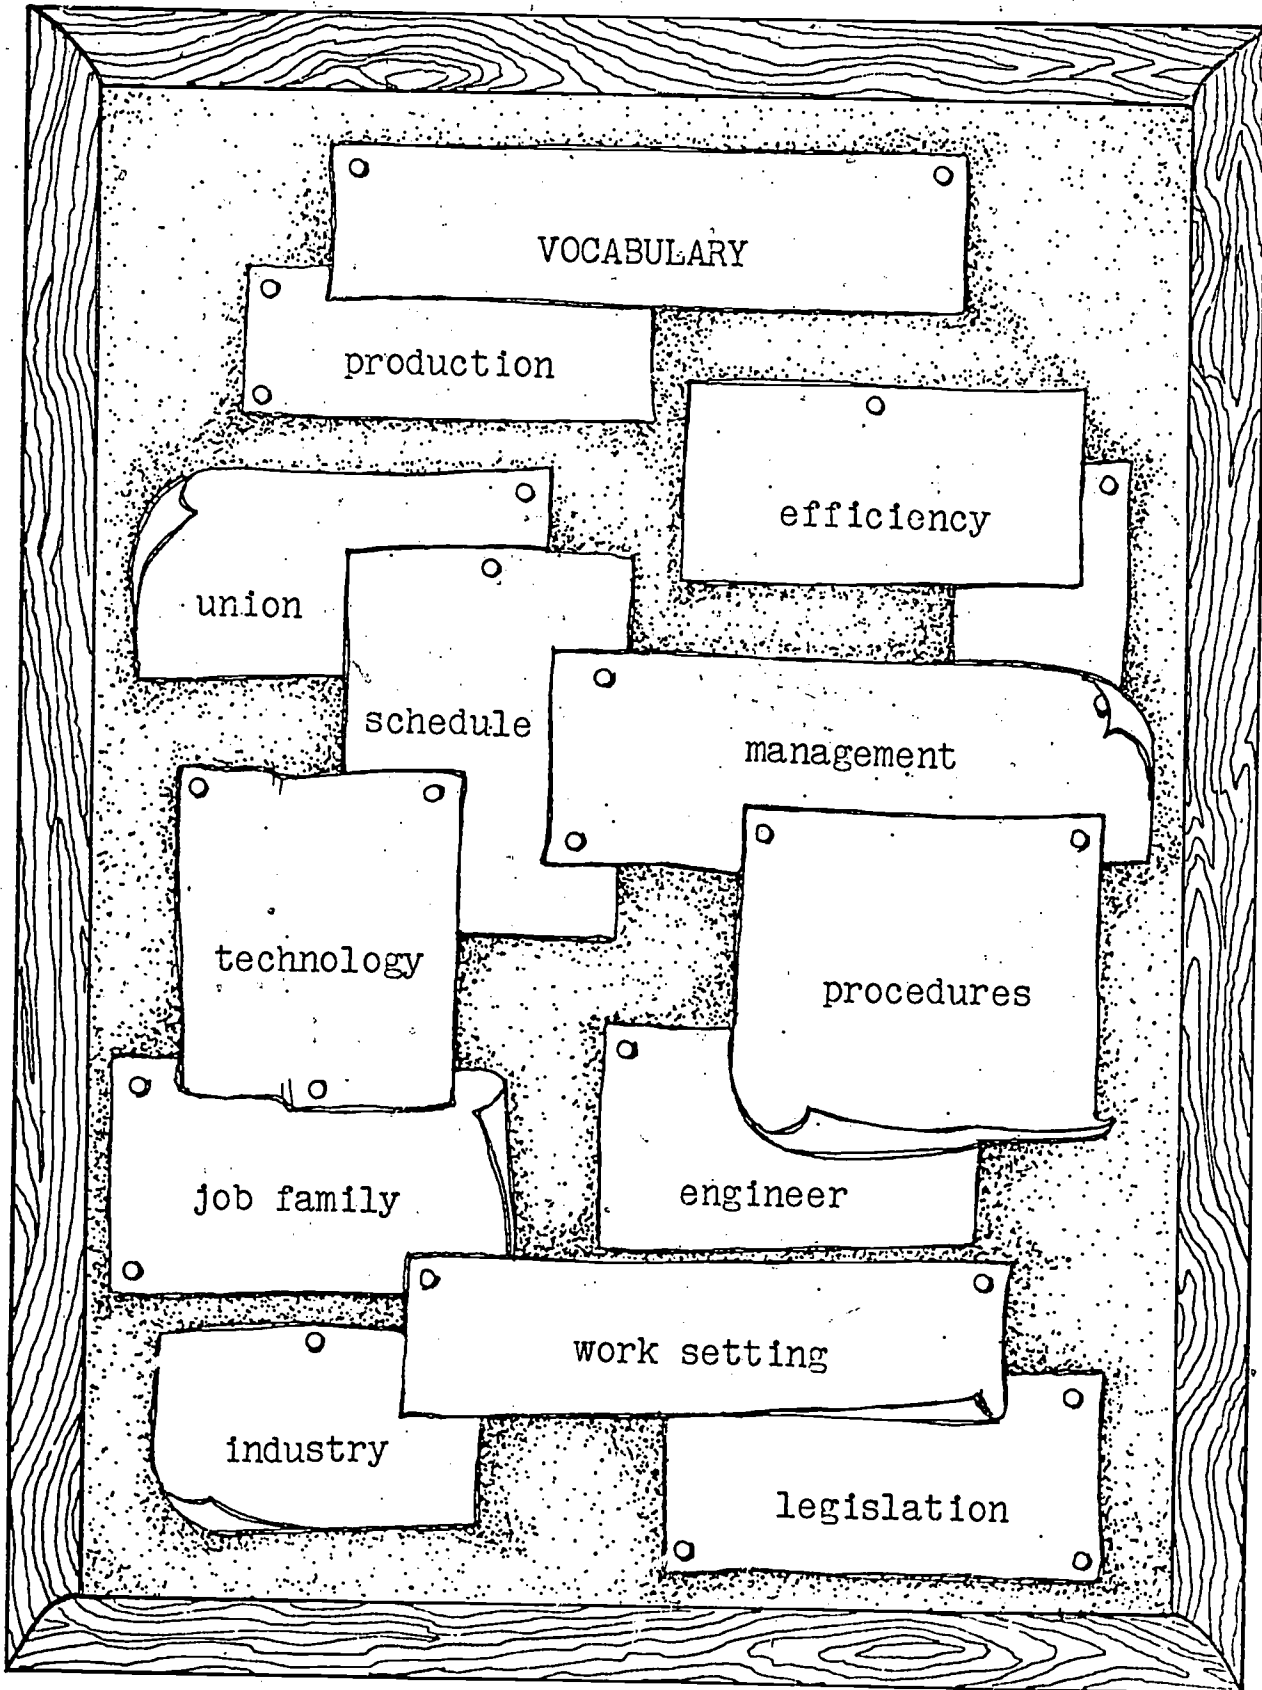 VOCABULARY
production
efficiency
union
schedule
management
technology
procedures
job family
engineer
work setting
industry
legislation